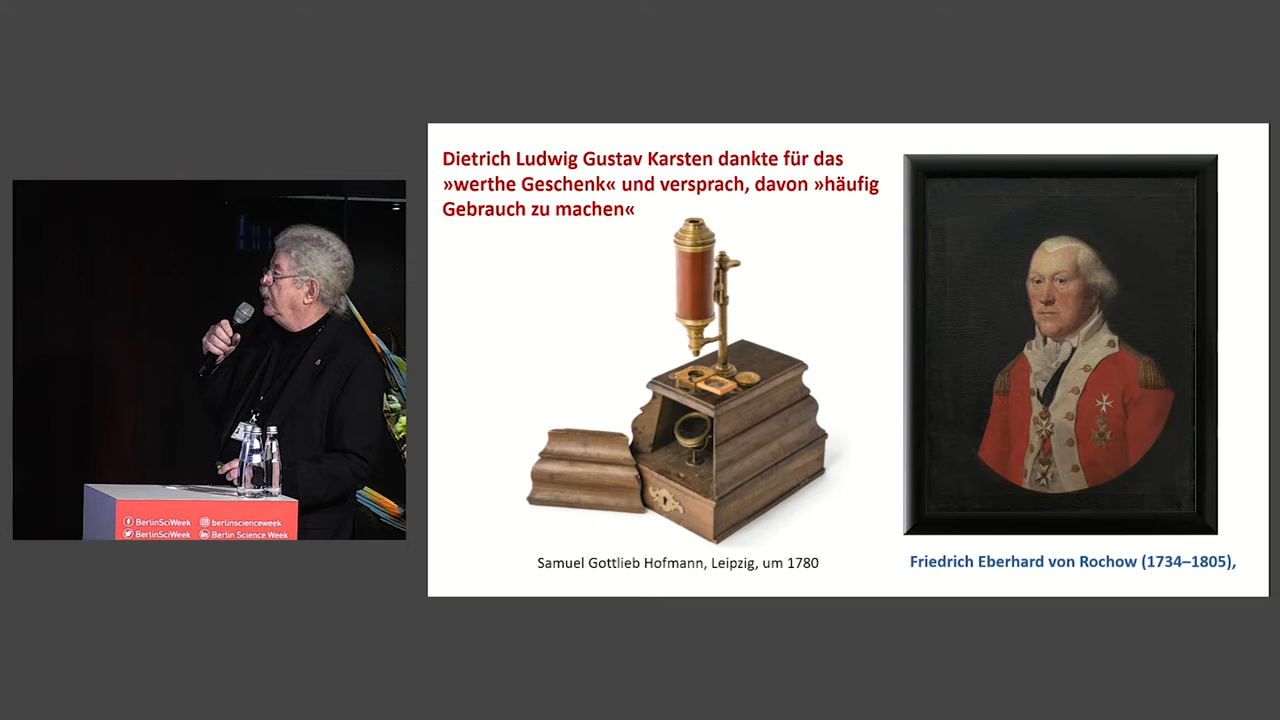 Dietrich Ludwig Gustav Karsten dankte für das
»werthe Geschenk« und versprach, davon »häufig
Gebrauch zu machen«
Samuel Gottlieb Hofmann, Leipzig, um 1780
Friedrich Eberhard von Rochow (1734–1805),
BerlinSciWeek
berlinscienceweek
BerlinSciWeek
Berlin Science Week